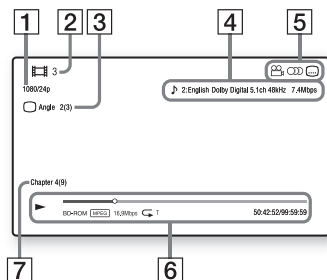 1 2 3 4 5
3
1080/24p
2:English Dolby Digital 5.1ch 48kHz 7.4Mbps
Angle 2(3)
Chapter 4(9)
BD-ROM MPEG 16,9Mbps T 50:42:52/99:59:59
7 6